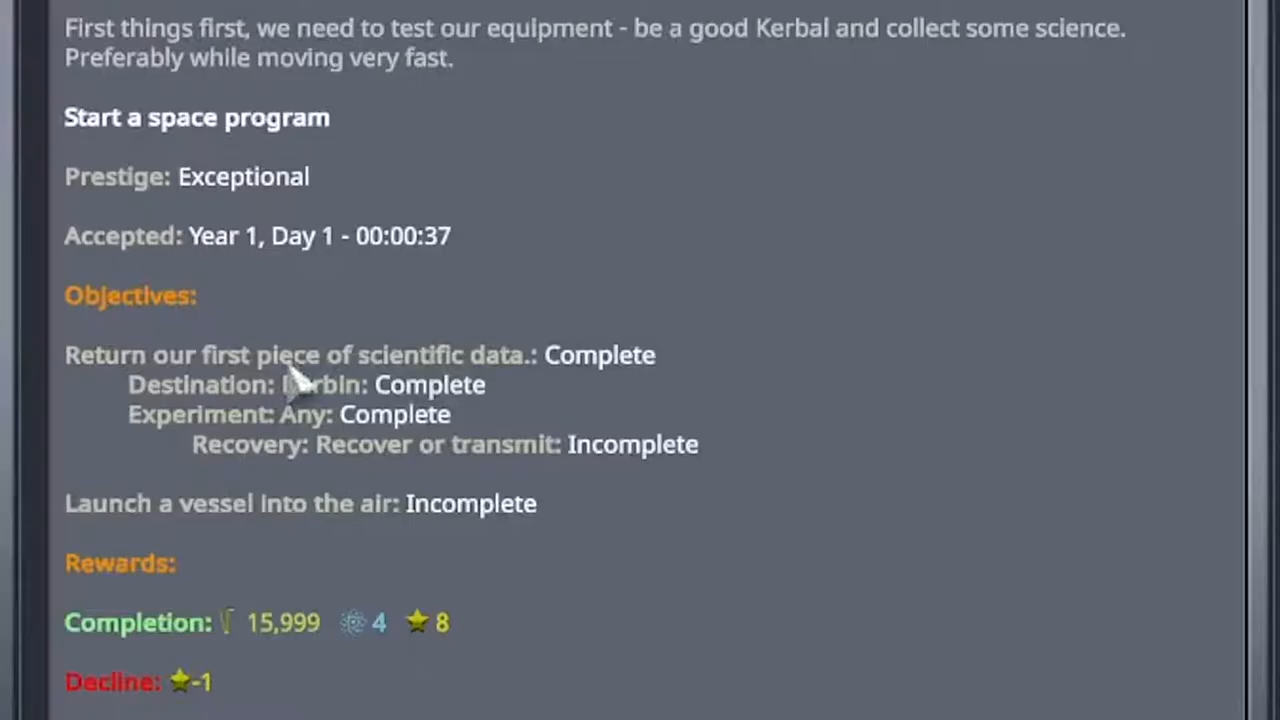 First things first, we need to test our equipment - be a good Kerbal and collect some science.
Preferably while moving very fast.
Start a space program
Prestige: Exceptional
Accepted: Year 1, Day 1 - 00:00:37
Objectives:
Return our first piece of scientific data.: Complete
Destination: Kerbin: Complete
Experiment: Any: Complete
Recovery: Recover or transmit: Incomplete
Launch a vessel into the air: Incomplete
Rewards:
Completion: 15,999 4 8
Decline: -1